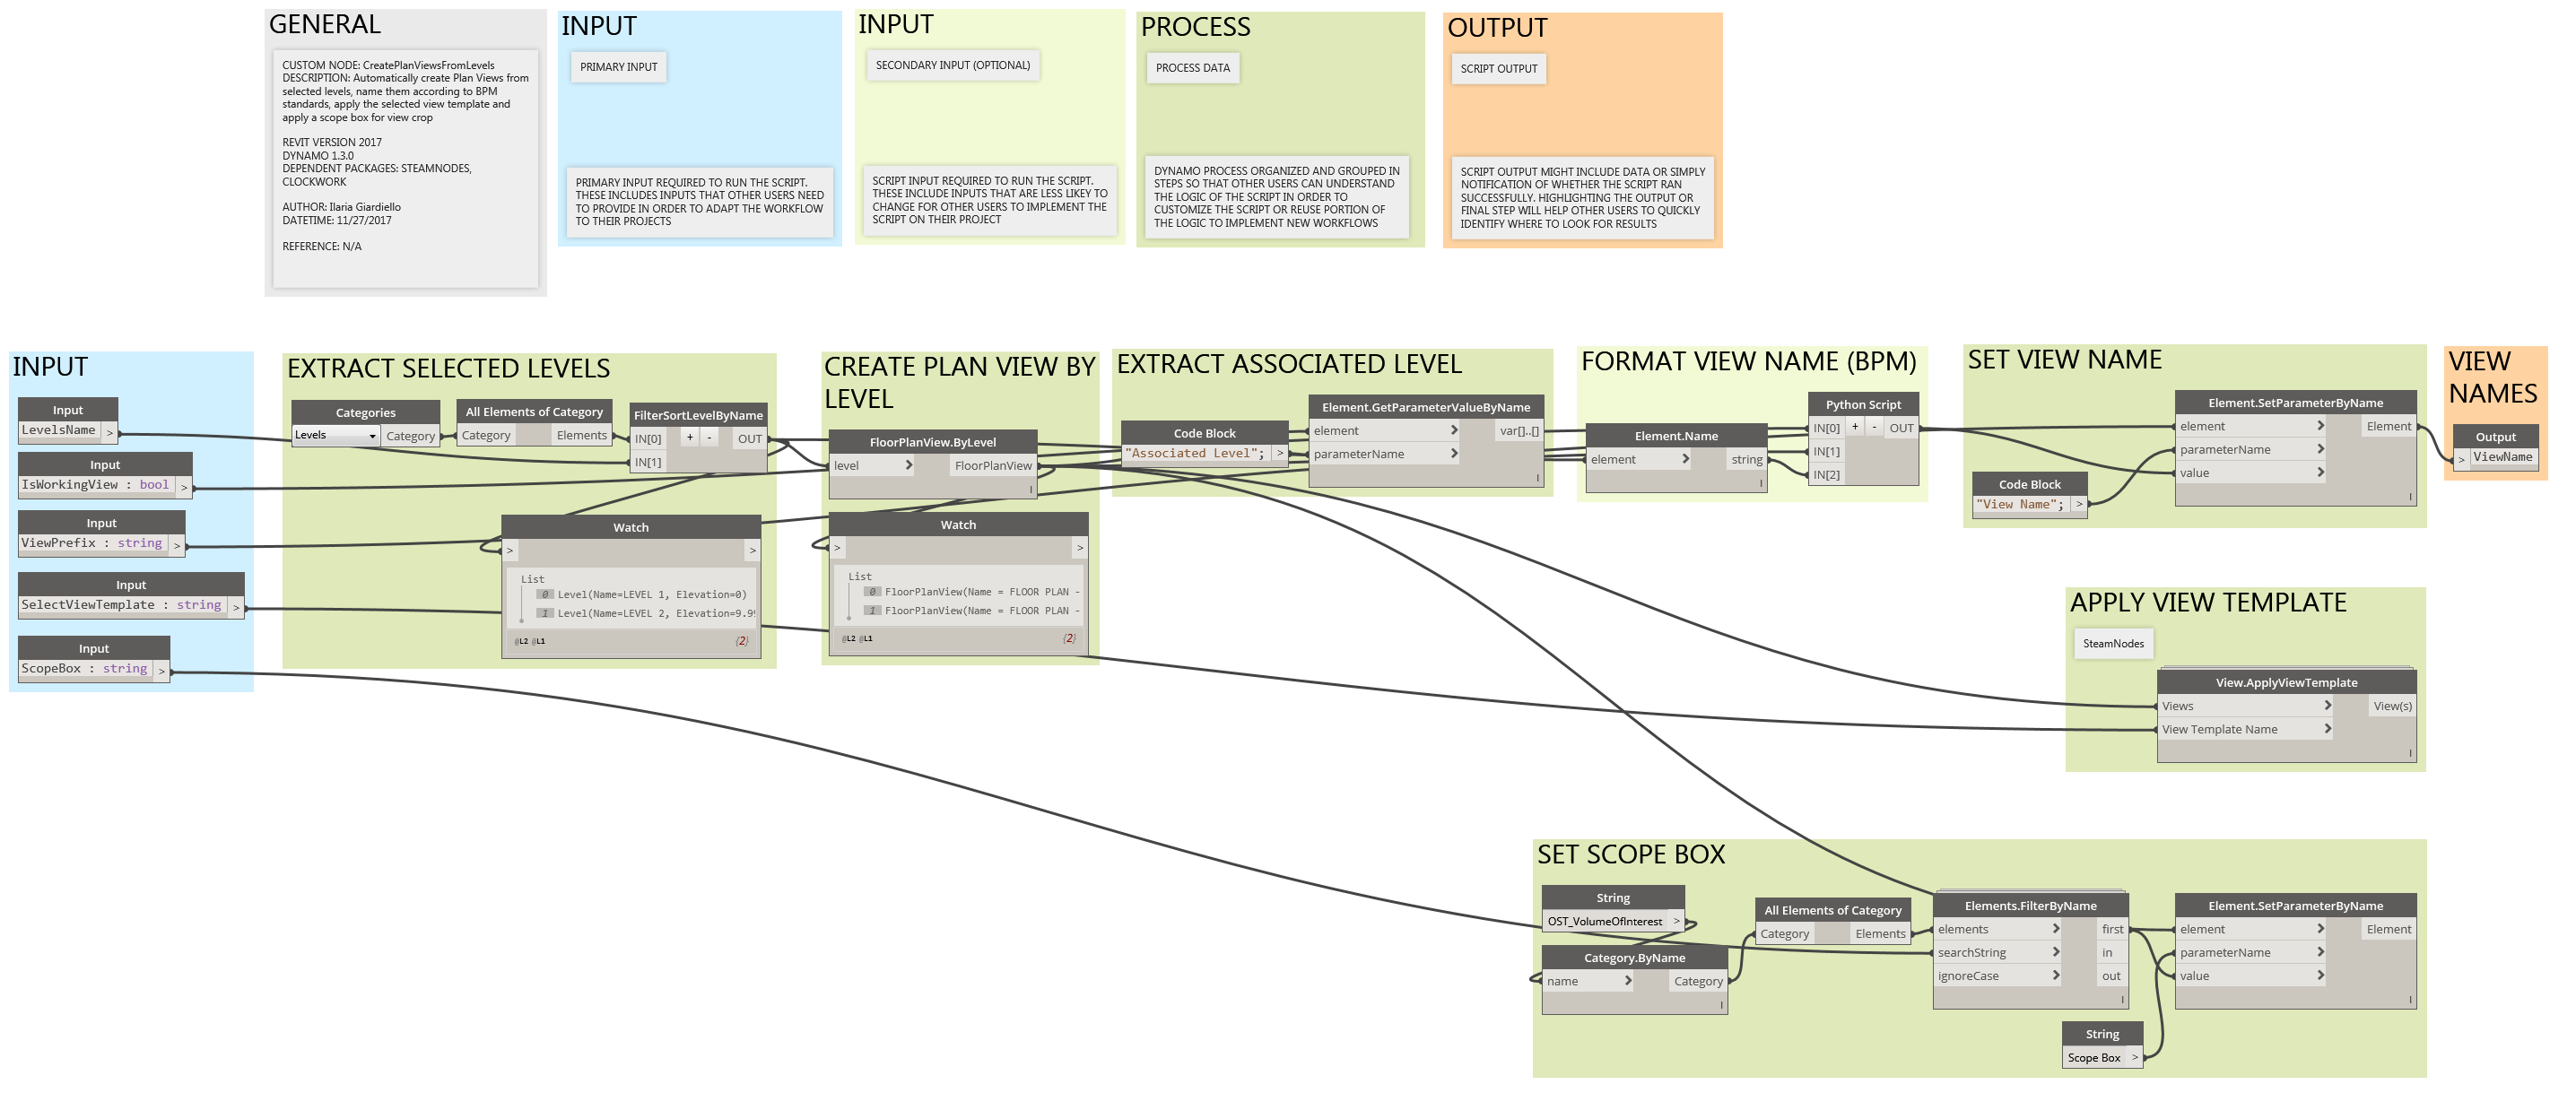 GENERAL
CUSTOM NODE: CreatePlanViewsFromLevels
DESCRIPTION: Automatically create Plan Views from
selected levels, name them according to BPM
standards, apply the selected view template and
apply a scope box for view crop
REVIT VERSION 2017
DYNAMO 1.3.0
DEPENDENT PACKAGES: STEAMNODES,
CLOCKWORK
AUTHOR: Ilaria Giardiello
DATETIME: 11/27/2017
REFERENCE: N/A
INPUT
PRIMARY INPUT
PRIMARY INPUT REQUIRED TO RUN THE SCRIPT.
THESE INCLUDES INPUTS THAT OTHER USERS NEED
TO PROVIDE IN ORDER TO ADAPT THE WORKFLOW
TO THEIR PROJECTS
INPUT
SECONDARY INPUT (OPTIONAL)
SCRIPT INPUT REQUIRED TO RUN THE SCRIPT.
THESE INCLUDE INPUTS THAT ARE LESS LIKEY TO
CHANGE FOR OTHER USERS TO IMPLEMENT THE
SCRIPT ON THEIR PROJECT
PROCESS
PROCESS DATA
DYNAMO PROCESS ORGANIZED AND GROUPED IN
STEPS SO THAT OTHER USERS CAN UNDERSTAND
THE LOGIC OF THE SCRIPT IN ORDER TO
CUSTOMIZE THE SCRIPT OR REUSE PORTION OF
THE LOGIC TO IMPLEMENT NEW WORKFLOWS
OUTPUT
SCRIPT OUTPUT
SCRIPT OUTPUT MIGHT INCLUDE DATA OR SIMPLY
NOTIFICATION OF WHETHER THE SCRIPT RAN
SUCCESSFULLY. HIGHLIGHTING THE OUTPUT OR
FINAL STEP WILL HELP OTHER USERS TO QUICKLY
IDENTIFY WHERE TO LOOK FOR RESULTS
INPUT
Input
LevelsName >
Input
IsWorkingView : bool >
Input
ViewPrefix : string >
Input
SelectViewTemplate : string >
Input
ScopeBox : string >
EXTRACT SELECTED LEVELS
Categories
Levels Category
All Elements of Category
Category Elements
FilterSortLevelByName
IN[0] + - OUT
IN[1]
Watch
> >
List
0 Level(Name=LEVEL 1, Elevation=0)
1 Level(Name=LEVEL 2, Elevation=9.99
@L2 @L1 {2}
CREATE PLAN VIEW BY
LEVEL
FloorPlanView.ByLevel
level > FloorPlanView
l
Watch
> >
List
0 FloorPlanView(Name = FLOOR PLAN -
1 FloorPlanView(Name = FLOOR PLAN -
@L2 @L1 {2}
EXTRACT ASSOCIATED LEVEL
Code Block
"Associated Level"; >
Element.GetParameterValueByName
element > var[]..[]
parameterName >
l
FORMAT VIEW NAME (BPM)
Element.Name
element > string
l
Python Script
IN[0] + - OUT
IN[1]
IN[2]
SET VIEW NAME
Code Block
"View Name"; >
Element.SetParameterByName
element > Element
parameterName >
value >
l
VIEW
NAMES
Output
> ViewName
APPLY VIEW TEMPLATE
SteamNodes
View.ApplyViewTemplate
Views > View(s)
View Template Name >
l
SET SCOPE BOX
String
OST_VolumeOfInterest >
Category.ByName
name > Category
l
All Elements of Category
Category Elements
Elements.FilterByName
elements > first
searchString > in
ignoreCase > out
l
Element.SetParameterByName
element > Element
parameterName >
value >
l
String
Scope Box >